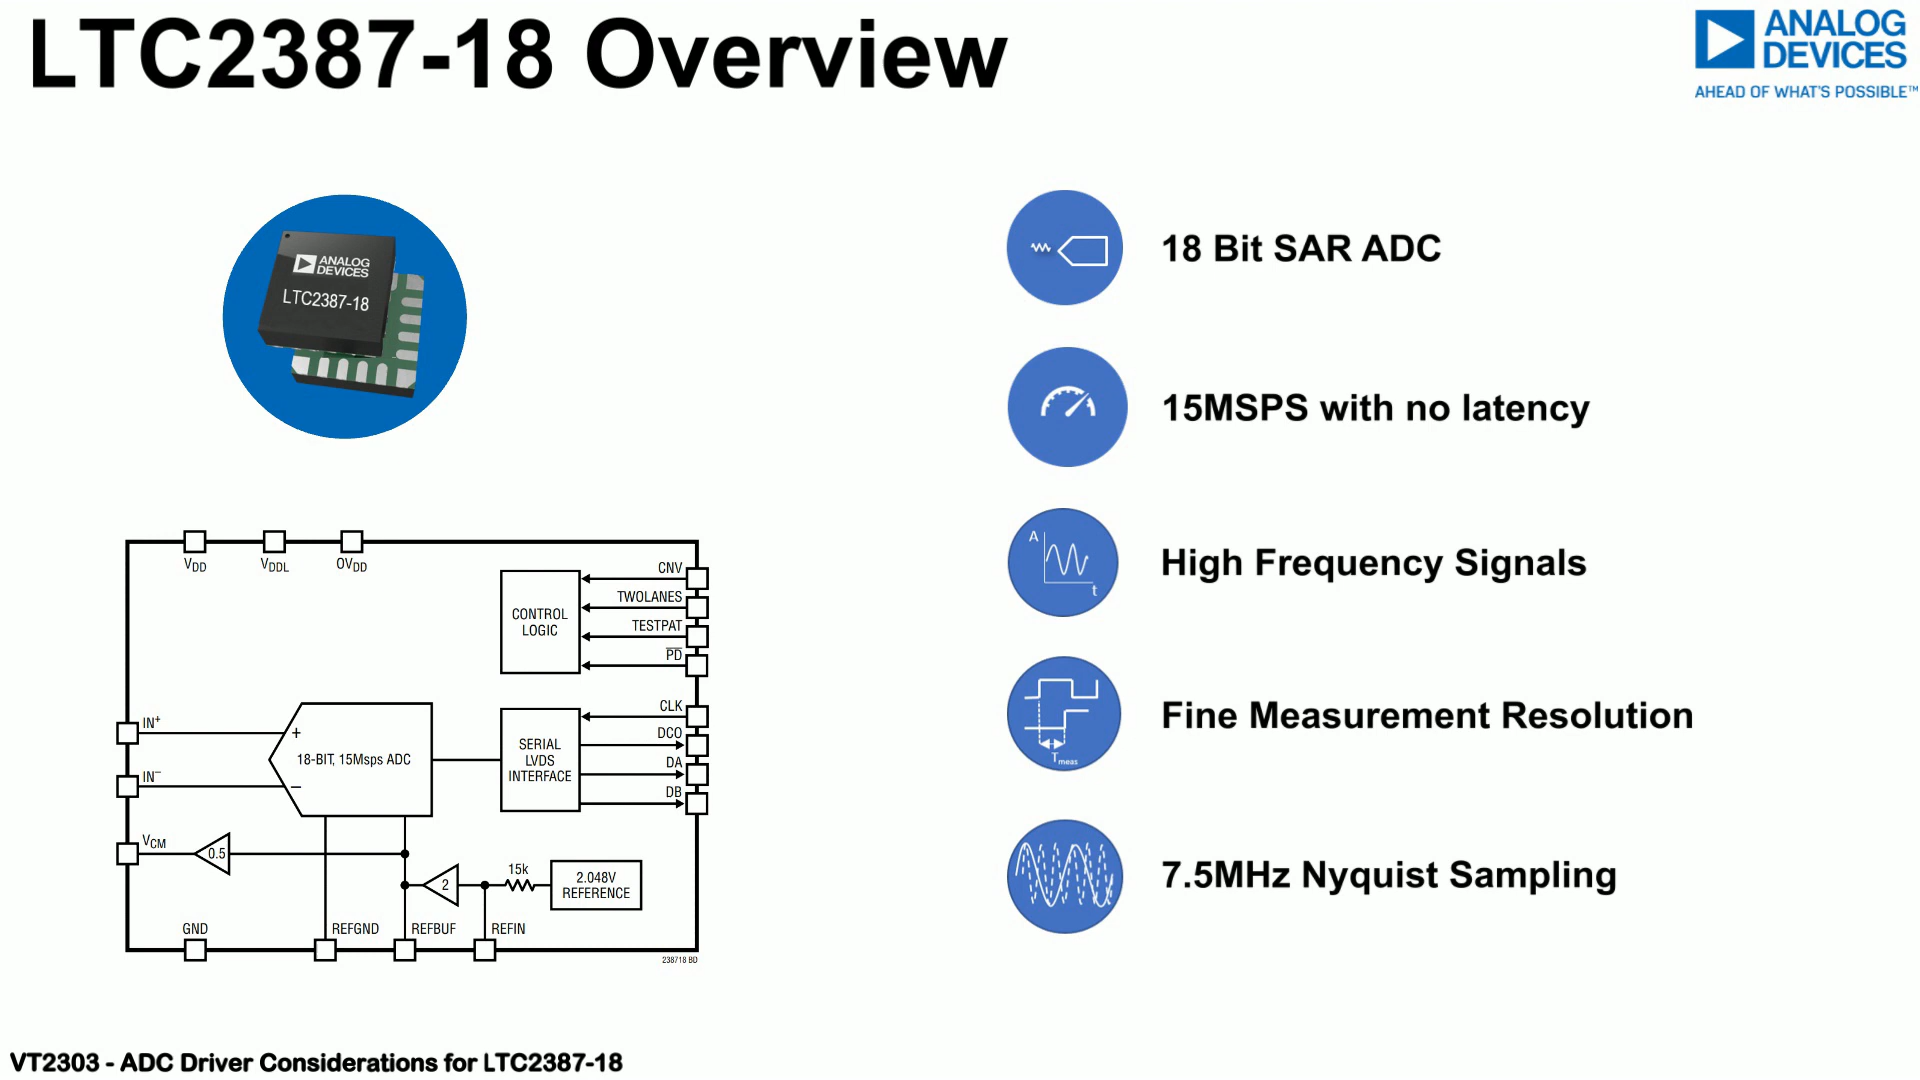 LTC2387-18 Overview
ANALOG
DEVICES
AHEAD OF WHAT'S POSSIBLE™
ANALOG
DEVICES
LTC2387-18
18 Bit SAR ADC
15MSPS with no latency
A
t
High Frequency Signals
Tmeas
Fine Measurement Resolution
7.5MHz Nyquist Sampling
VDD
VDDL
OVDD
CNV
TWOLANES
TESTPAT
PD
CONTROL
LOGIC
IN+
IN−
+
−
18-BIT, 15Msps ADC
SERIAL
LVDS
INTERFACE
CLK
DCO
DA
DB
VCM
0.5
2
15k
2.048V
REFERENCE
GND
REFGND
REFBUF
REFIN
238718 BD
VT2303 - ADC Driver Considerations for LTC2387-18